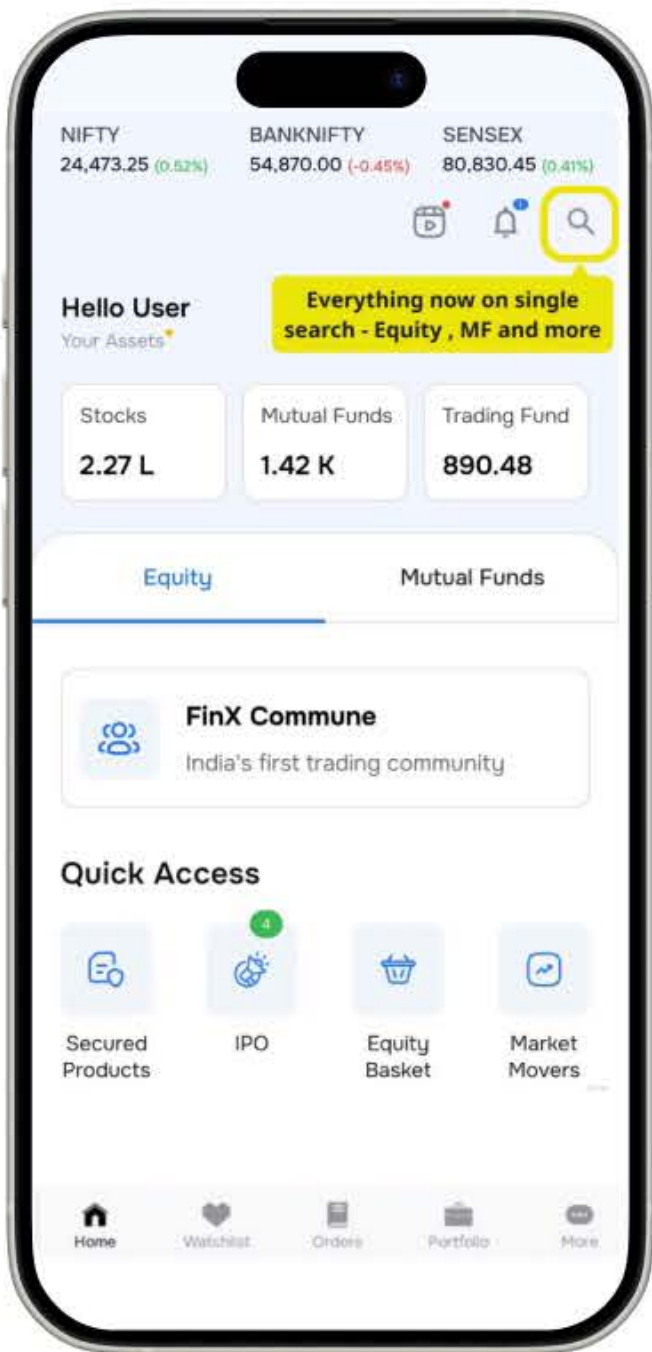 NIFTY BANKNIFTY SENSEX
24,473.25 (0.52%) 54,870.00 (-0.45%) 80,830.45 (0.41%)
Hello User
Your Assets
Everything now on single
search - Equity , MF and more
Stocks Mutual Funds Trading Fund
2.27 L 1.42 K 890.48
Equity Mutual Funds
FinX Commune
India's first trading community
Quick Access
4
Secured
Products
IPO
Equity
Basket
Market
Movers
Home Watchlist Orders Portfolio More